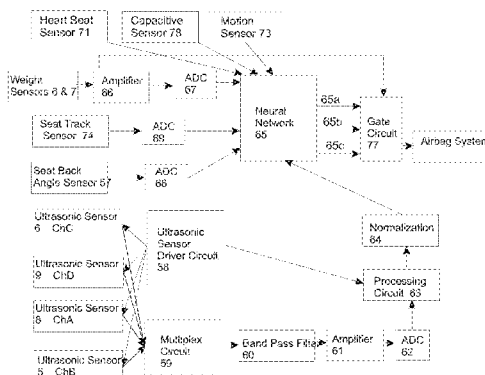 Heart Beat
Sensor 71
Capacitive
Sensor 78
Motion
Sensor 73
Weight
Sensors 6 & 7
Amplifier
66
ADC
67
Neural
Network
65
65a
65b
65c
Gate
Circuit
77
Airbag System
Seat Track
Sensor 74
ADC
68
Seat Back
Angle Sensor 57
ADC
Ultrasonic Sensor
6 ChC
Ultrasonic
Sensor
Driver Circuit
58
Normalization
64
Ultrasonic Sensor
9 ChD
Processing
Circuit 63
Ultrasonic Sensor
8 ChA
Ultrasonic Sensor
5 ChB
Multiplex
Circuit
59
Band Pass Filter
60
Amplifier
61
ADC
62